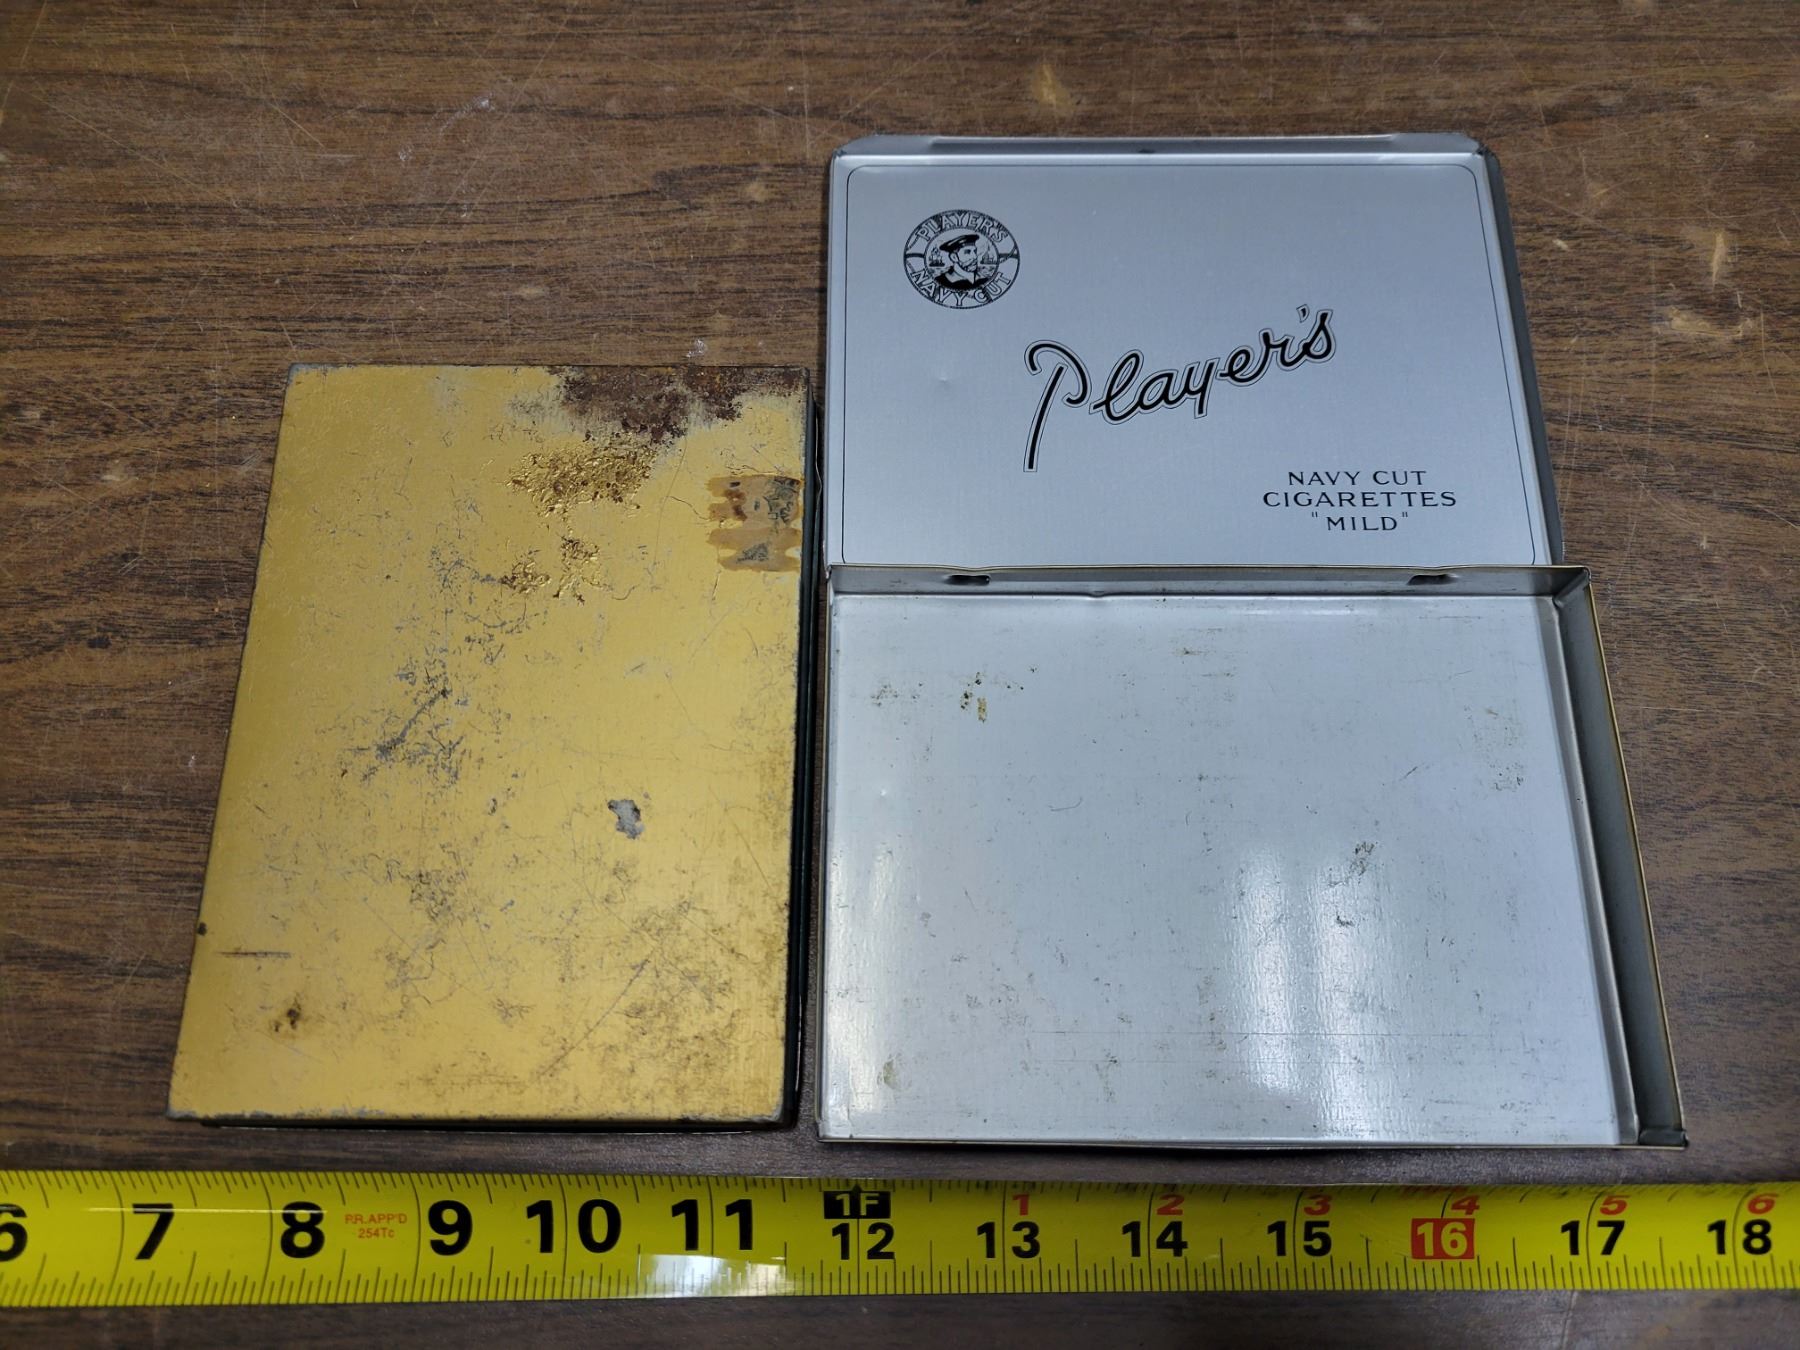 PLAYER'S
NAVY CUT
Player's
NAVY CUT
CIGARETTES
"MILD"
1F 1 2 3 4 5 6
6 7 8 P.R.APP'D 9 10 11 12 13 14 15 16 17 18
254Tc